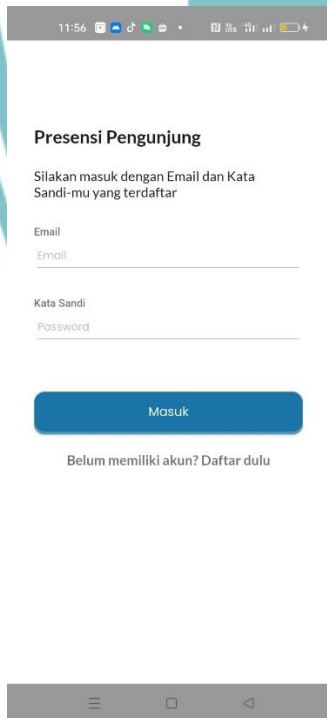 11:56
Presensi Pengunjung
Silakan masuk dengan Email dan Kata
Sandi-mu yang terdaftar
Email
Email
Kata Sandi
Password
Masuk
Belum memiliki akun? Daftar dulu